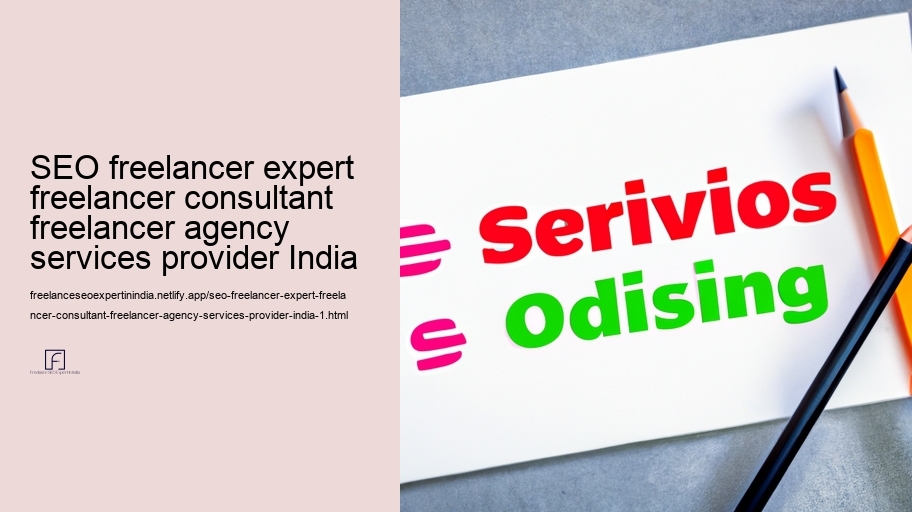 SEO freelancer expert
freelancer consultant
freelancer agency
services provider India
freelanceseoexpertinindia.netlify.app/seo-freelancer-expert-freela
ncer-consultant-freelancer-agency-services-provider-india-1.html
Serivios
s Odising